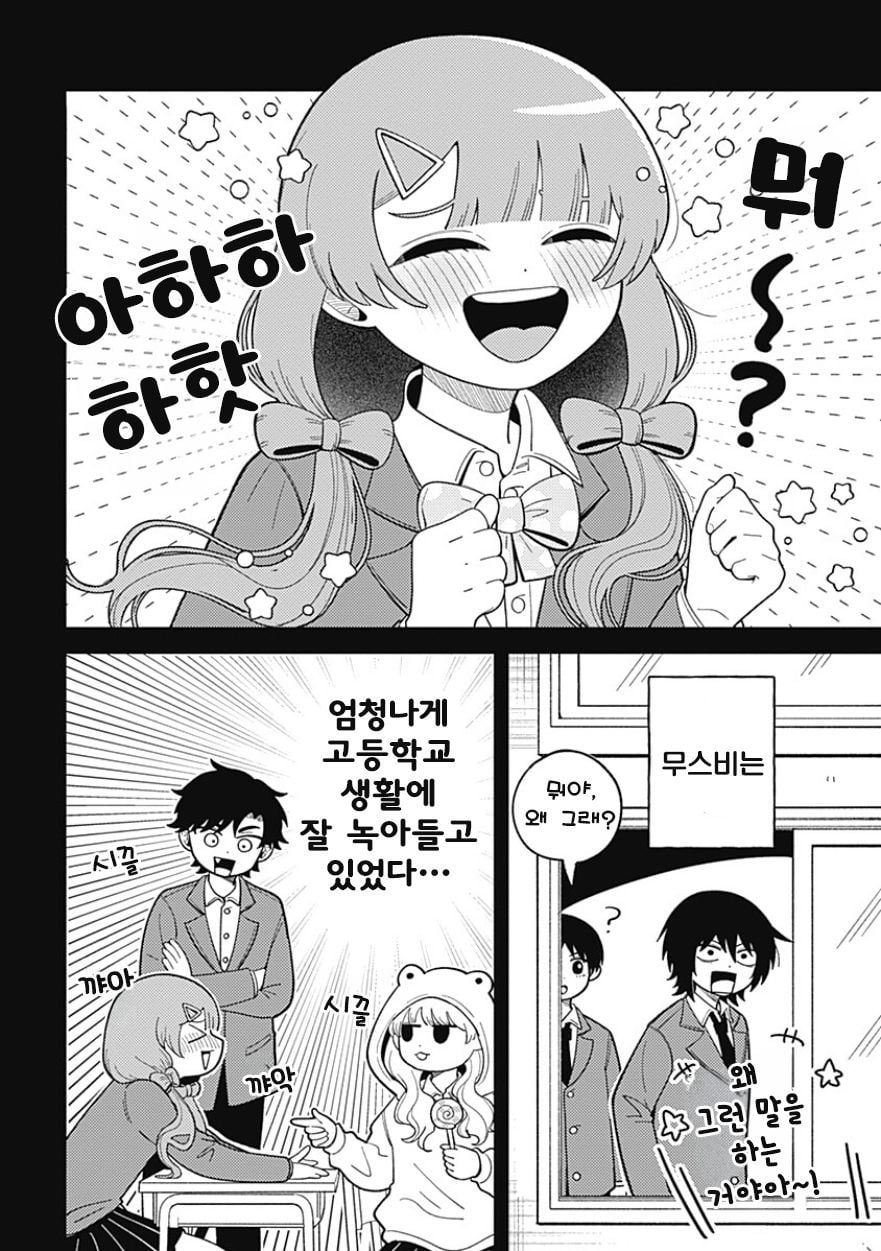 뭐~?
아하하
하핫
무스비는
뭐야,
왜 그래?
?
왜
그런 말을
하는
거야아~!
엄청나게
고등학교
생활에
잘 녹아들고
있었다…
시끌
꺄아
시끌
꺄악